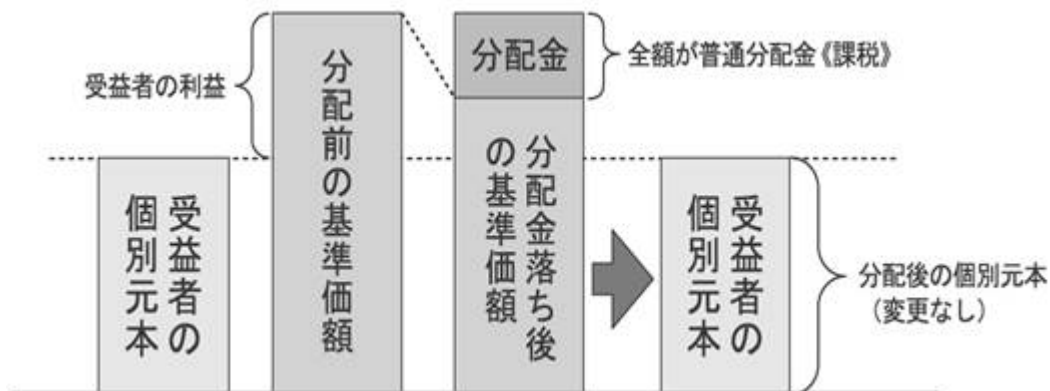 受益者の利益
受益者の
個別元本
分配前の基準価額
分配金
全額が普通分配金《課税》
分配金落ち後
の基準価額
受益者の
個別元本
分配後の個別元本
(変更なし)